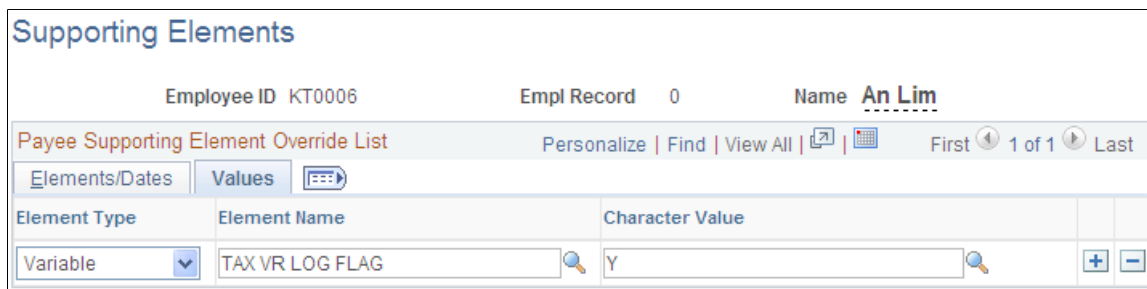 Supporting Elements
Employee ID KT0006 Empl Record 0 Name An Lim
Payee Supporting Element Override List Personalize | Find | View All | | First 1 of 1 Last
Elements/Dates Values
Element Type Element Name Character Value
Variable TAX VR LOG FLAG Y